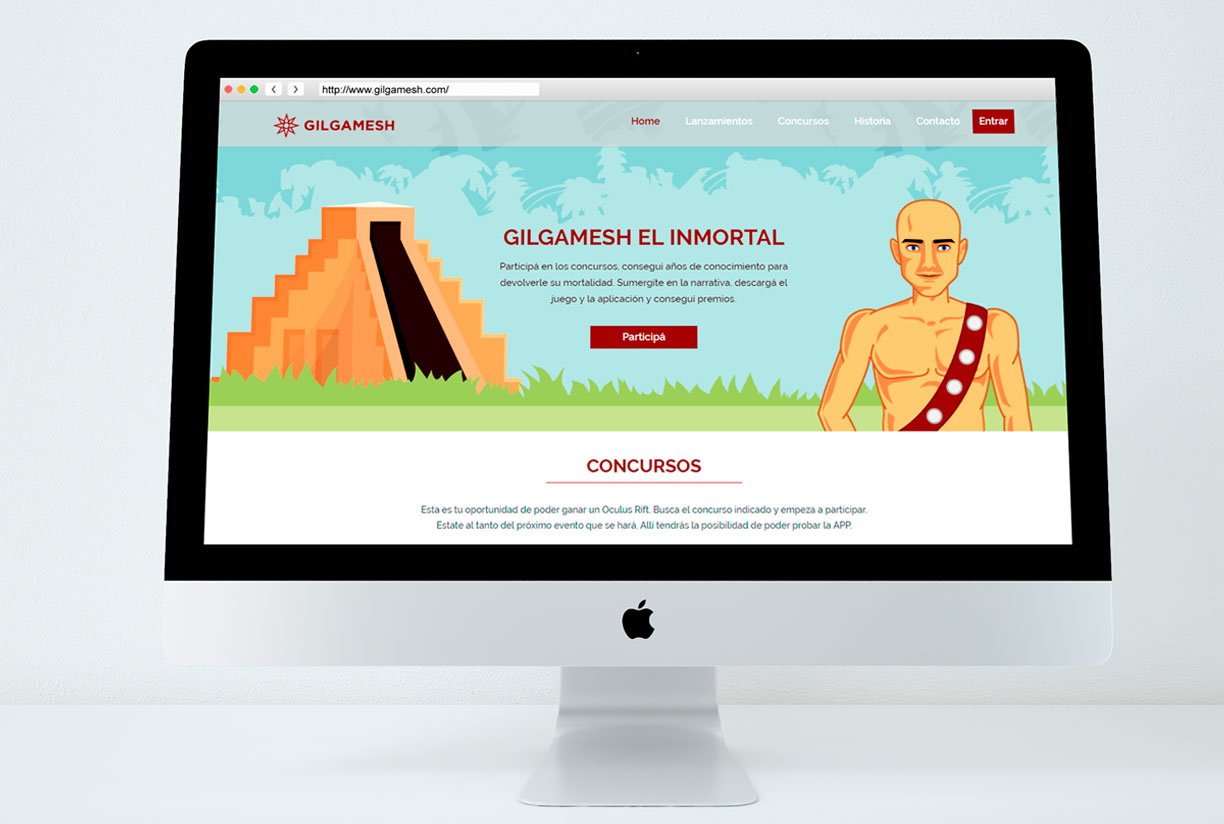 http://www.gilgamesh.com/
GILGAMESH
Home Lanzamientos Concursos Historia Contacto Entrar
GILGAMESH EL INMORTAL
Participá en los concursos, consegui años de conocimiento para
devolverle su mortalidad. Sumergíte en la narrativa, descargá el
juego y la aplicación y conseguí premios.
Participá
CONCURSOS
Esta es tu oportunidad de poder ganar un Oculus Rift. Busca el concurso indicado y empeza a participar.
Estate al tanto del próximo evento que se hará. Allí tendrás la posibilidad de poder probar la APP.